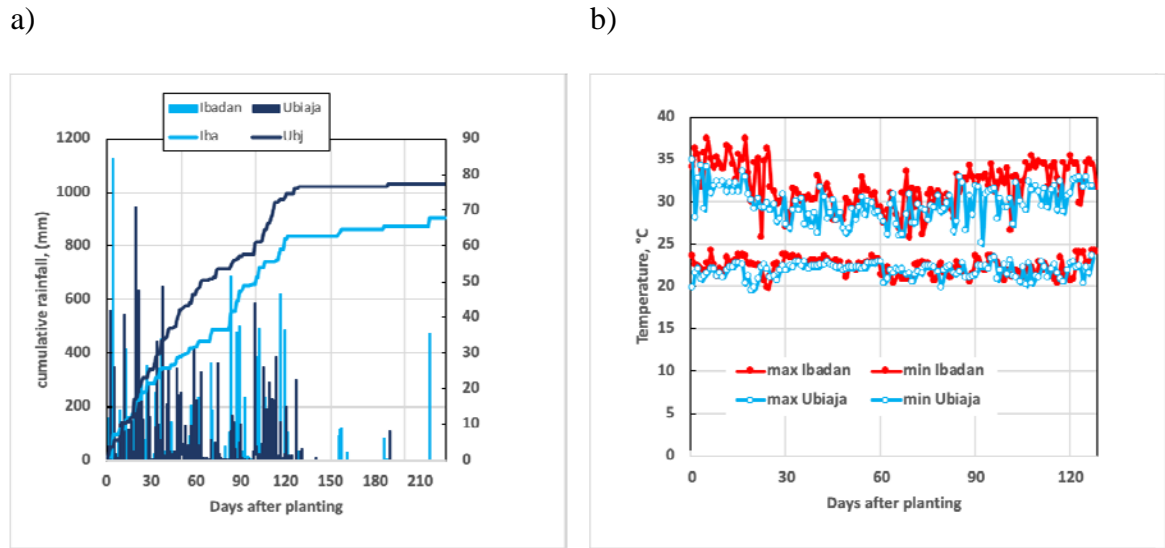 a)
b)
Ibadan Ubiaja
Iba Ubj
1200
1000
800
600
400
200
0
cumulative rainfall, (mm)
90
80
70
60
50
40
30
20
10
0
0 30 60 90 120 150 180 210
Days after planting
40
35
30
25
20
15
10
5
0
Temperature, °C
max Ibadan min Ibadan
max Ubiaja min Ubiaja
0 30 60 90 120
Days after planting